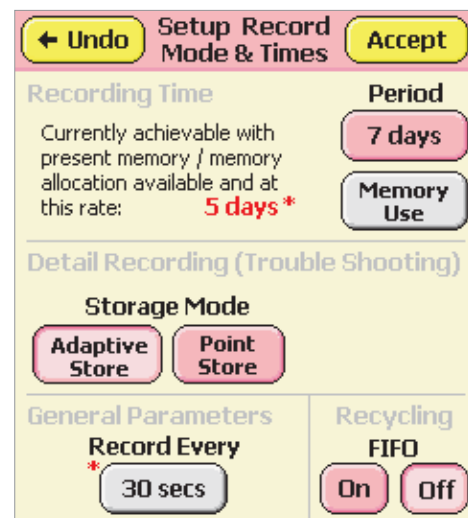 ← Undo
Setup Record
Mode & Times
Accept
Recording Time
Period
Currently achievable with
present memory / memory
allocation available and at
this rate: 5 days *
7 days
Memory
Use
Detail Recording (Trouble Shooting)
Storage Mode
Adaptive
Store
Point
Store
General Parameters
Recycling
Record Every
FIFO
* 30 secs
On
Off